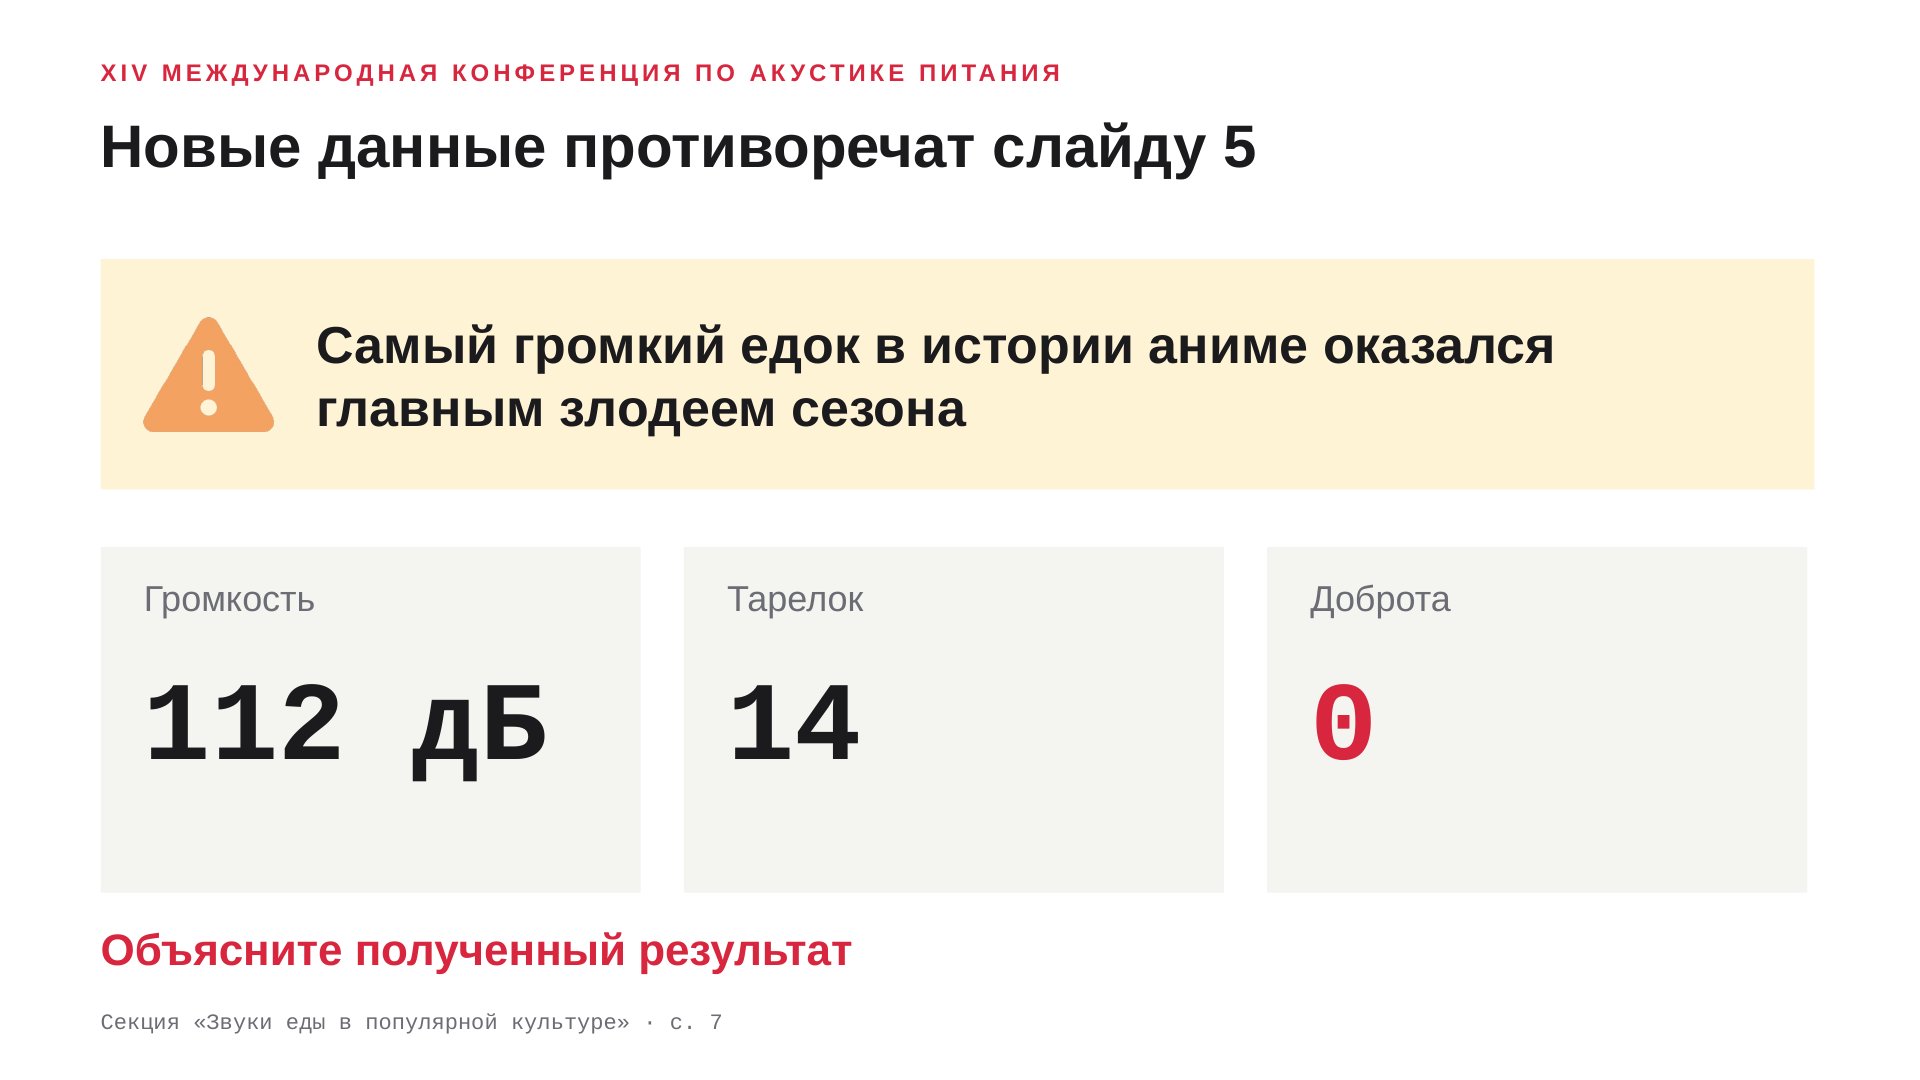 XIV МЕЖДУНАРОДНАЯ КОНФЕРЕНЦИЯ ПО АКУСТИКЕ ПИТАНИЯ
Новые данные противоречат слайду 5
Самый громкий едок в истории аниме оказался
главным злодеем сезона
Громкость
112 дБ
Тарелок
14
Доброта
0
Объясните полученный результат
Секция «Звуки еды в популярной культуре» · с. 7